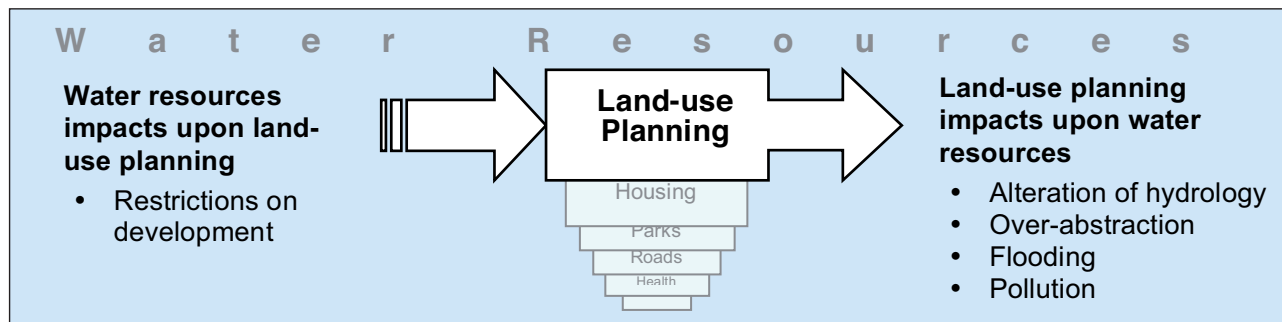 Water Resources
Water resources
impacts upon land-
use planning
• Restrictions on
development
Land-use
Planning
Housing
Parks
Roads
Health
Land-use planning
impacts upon water
resources
• Alteration of hydrology
• Over-abstraction
• Flooding
• Pollution